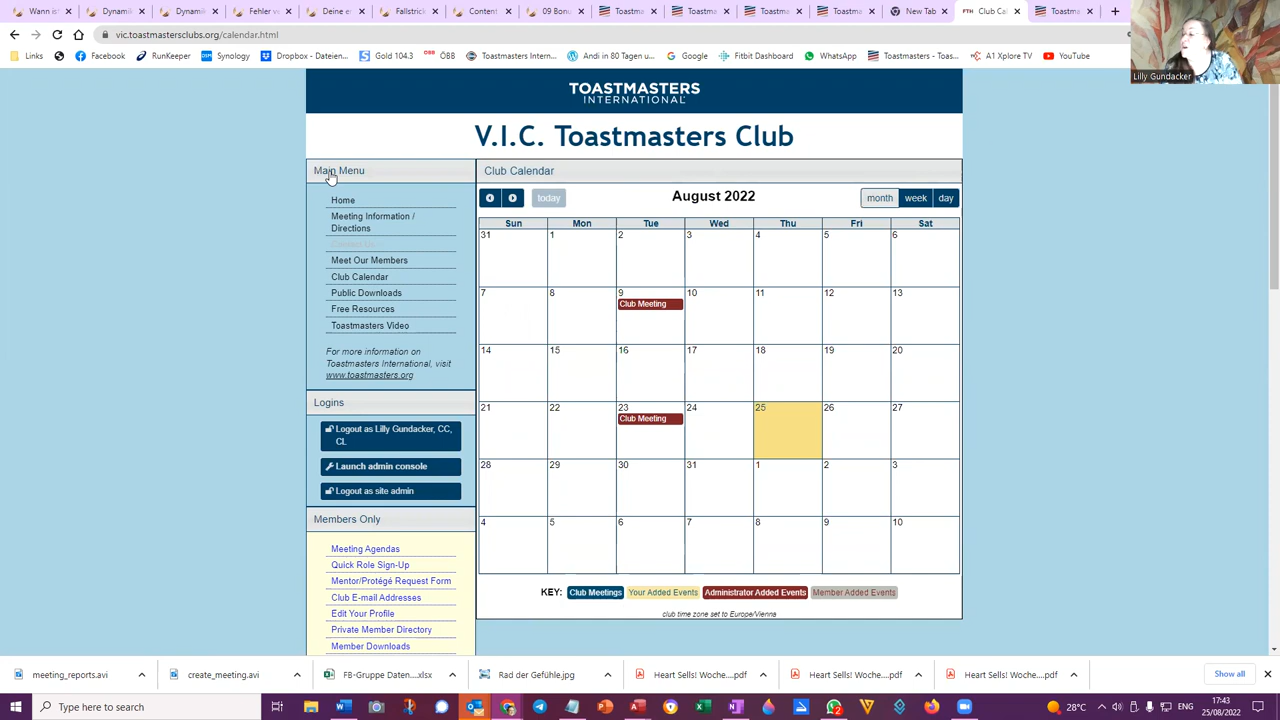 Wann is
Dynami
Deine e
Dynami
Fehler v
Fallstric
Content
09 Bonu
Toastma
Toastma
Toastma
New Tab
Club Ca
Toastma
vic.toastmastersclubs.org/calendar.html
Links
Facebook
RunKeeper
Synology
Dropbox - Dateien...
Gold 104.3
ÖBB
Toastmasters Intern...
Andi in 80 Tagen u...
Google
Fitbit Dashboard
WhatsApp
Toastmasters - Toas...
A1 Xplore TV
YouTube
Lilly Gundacker
TOASTMASTERS
INTERNATIONAL
V.I.C. Toastmasters Club
Main Menu
Home
Meeting Information /
Directions
Contact Us
Meet Our Members
Club Calendar
Public Downloads
Free Resources
Toastmasters Video
For more information on
Toastmasters International, visit
www.toastmasters.org
Logins
Logout as Lilly Gundacker, CC,
CL
Launch admin console
Logout as site admin
Members Only
Meeting Agendas
Quick Role Sign-Up
Mentor/Protégé Request Form
Club E-mail Addresses
Edit Your Profile
Private Member Directory
Member Downloads
Club Calendar
today
August 2022
month week day
Sun Mon Tue Wed Thu Fri Sat
31 1 2 3 4 5 6
7 8 9 10 11 12 13
Club Meeting
14 15 16 17 18 19 20
21 22 23 24 25 26 27
Club Meeting
28 29 30 31 1 2 3
4 5 6 7 8 9 10
KEY: Club Meetings Your Added Events Administrator Added Events Member Added Events
club time zone set to Europe/Vienna
meeting_reports.avi
create_meeting.avi
FB-Gruppe Daten....xlsx
Rad der Gefühle.jpg
Heart Sells! Woche....pdf
Heart Sells! Woche....pdf
Heart Sells! Woche....pdf
Show all
Type here to search
28°C
17:43
25/08/2022